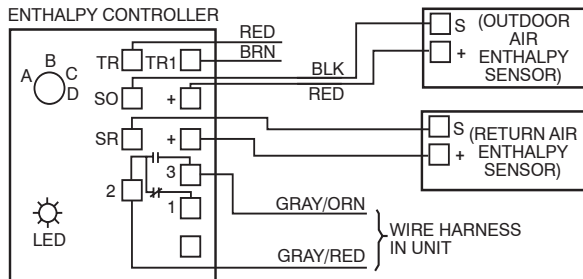 ENTHALPY CONTROLLER
A B C D
TR TR1
RED
BRN
SO +
BLK
RED
S (OUTDOOR
AIR
+ ENTHALPY
SENSOR)
SR +
S (RETURN AIR
+ ENTHALPY
SENSOR)
3
2
1
GRAY/ORN
WIRE HARNESS
IN UNIT
GRAY/RED
LED